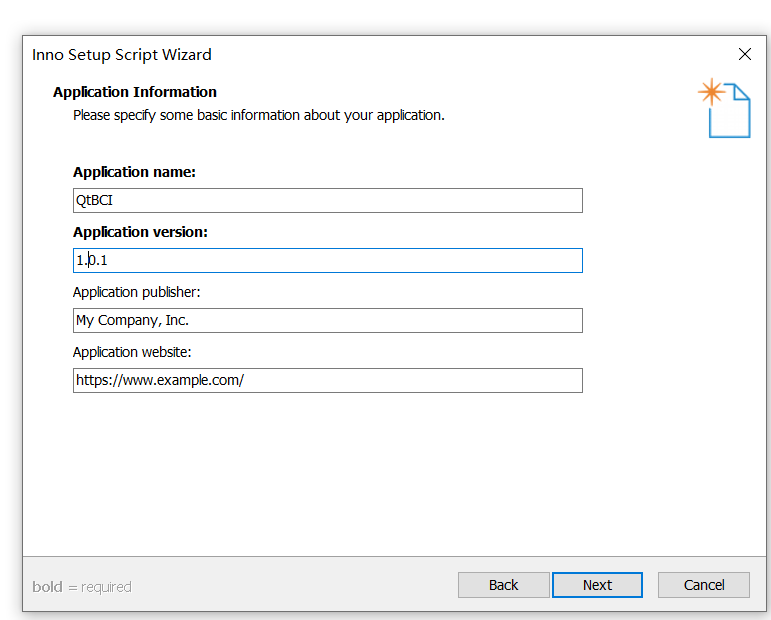 Inno Setup Script Wizard
Application Information
Please specify some basic information about your application.
Application name:
QtBCI
Application version:
1.0.1
Application publisher:
My Company, Inc.
Application website:
https://www.example.com/
bold = required
Back Next Cancel